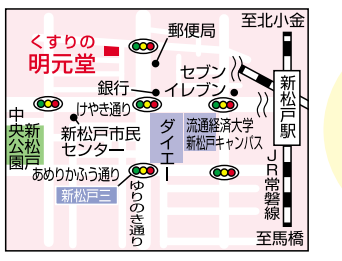 至北小金
郵便局
くすりの
明元堂
セブン
イレブン
銀行
新松戸駅
けやき通り
新松戸市民
センター
ダイエー
流通経済大学
新松戸キャンパス
新松戸
中央公園
あめりかふう通り
新松戸三
ゆりのき通り
JR常磐線
至馬橋